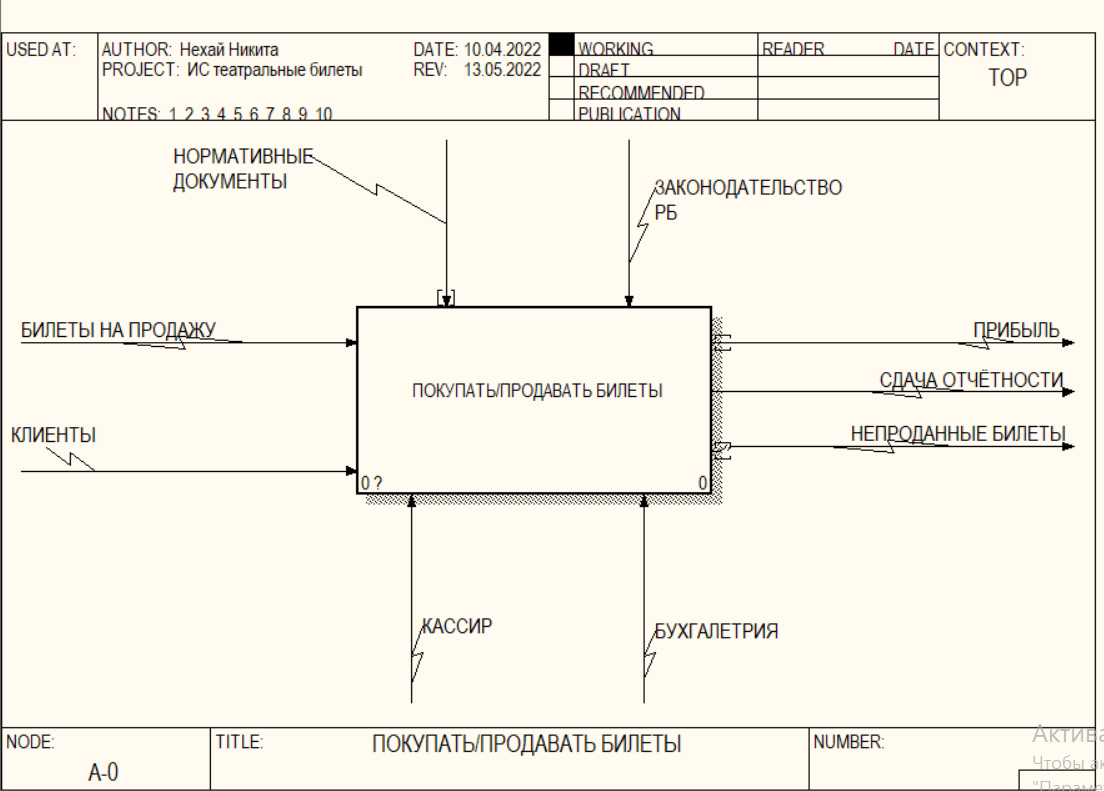 USED AT:
AUTHOR: Нехай Никита
DATE: 10.04.2022
WORKING
READER
DATE
CONTEXT:
PROJECT: ИС театральные билеты
REV: 13.05.2022
DRAFT
TOP
RECOMMENDED
NOTES: 1 2 3 4 5 6 7 8 9 10
PUBLICATION
НОРМАТИВНЫЕ
ДОКУМЕНТЫ
ЗАКОНОДАТЕЛЬСТВО
РБ
БИЛЕТЫ НА ПРОДАЖУ
ПРИБЫЛЬ
ПОКУПАТЬ/ПРОДАВАТЬ БИЛЕТЫ
СДАЧА ОТЧЁТНОСТИ
КЛИЕНТЫ
НЕПРОДАННЫЕ БИЛЕТЫ
0 ?
0
КАССИР
БУХГАЛЕТРИЯ
NODE:
TITLE:
ПОКУПАТЬ/ПРОДАВАТЬ БИЛЕТЫ
NUMBER:
A-0
Чтобы